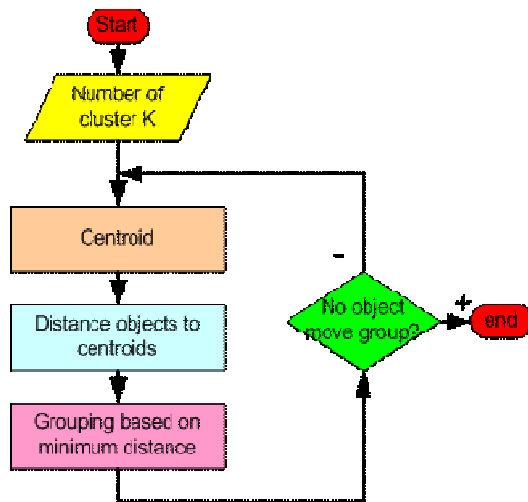 Start
Number of
cluster K
Centroid
Distance objects to
centroids
Grouping based on
minimum distance
-
No object
move group?
+
end